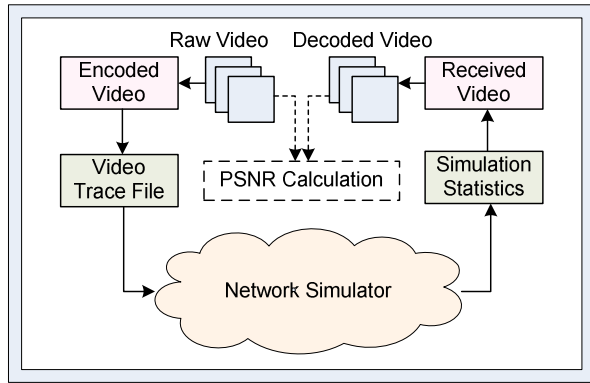 Raw Video
Decoded Video
Encoded
Video
Received
Video
Video
Trace File
PSNR Calculation
Simulation
Statistics
Network Simulator